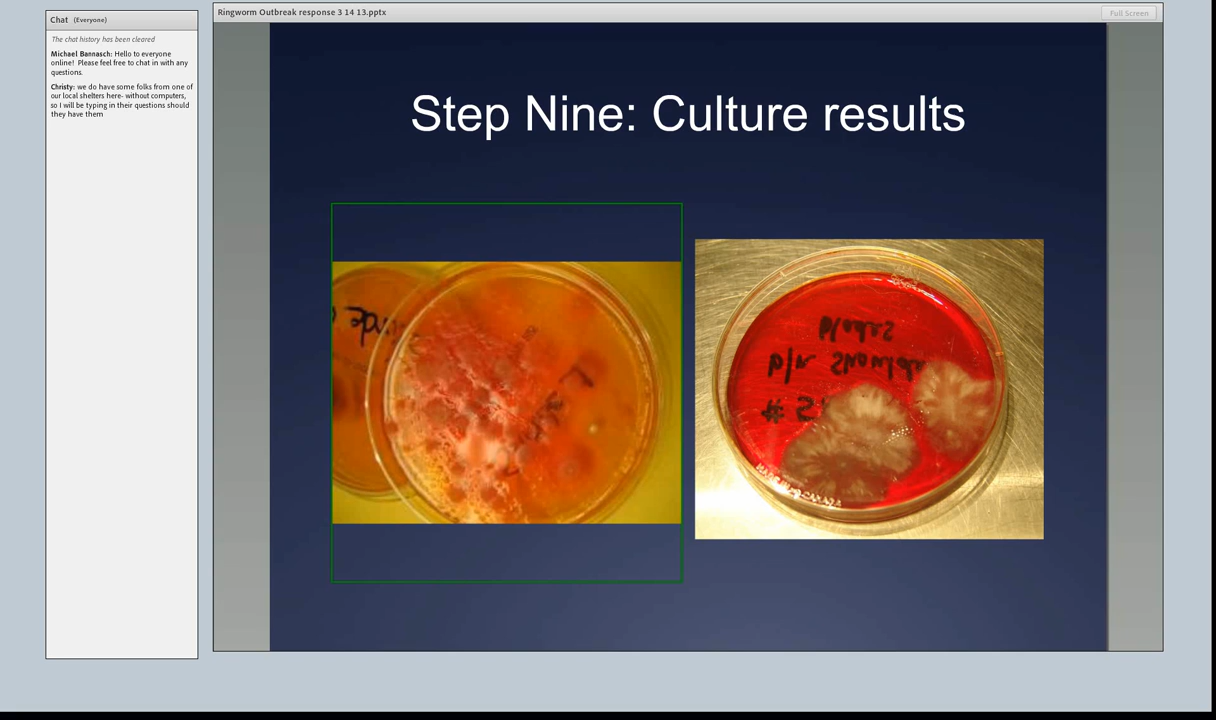 Chat (Everyone)
The chat history has been cleared
Michael Bannasch: Hello to everyone
online! Please feel free to chat in with any
questions.
Christy: we do have some folks from one of
our local shelters here- without computers,
so I will be typing in their questions should
they have them
Ringworm Outbreak response 3 14 13.pptx
Full Screen
Step Nine: Culture results
blades
b/n Shoulder